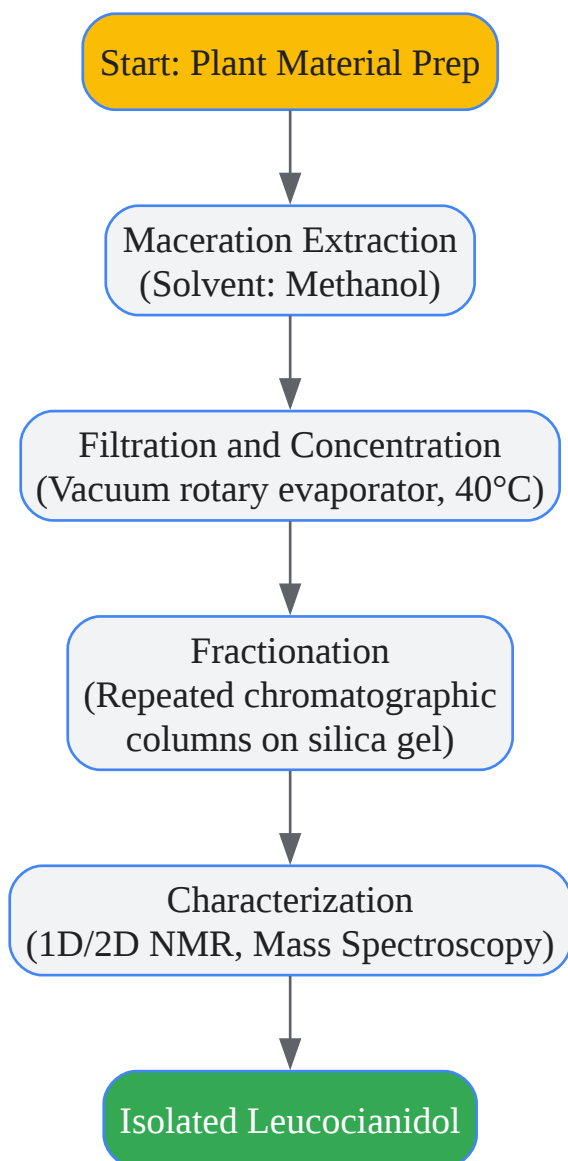 Start: Plant Material Prep
Maceration Extraction
(Solvent: Methanol)
Filtration and Concentration
(Vacuum rotary evaporator, 40°C)
Fractionation
(Repeated chromatographic
columns on silica gel)
Characterization
(1D/2D NMR, Mass Spectroscopy)
Isolated Leucocianidol